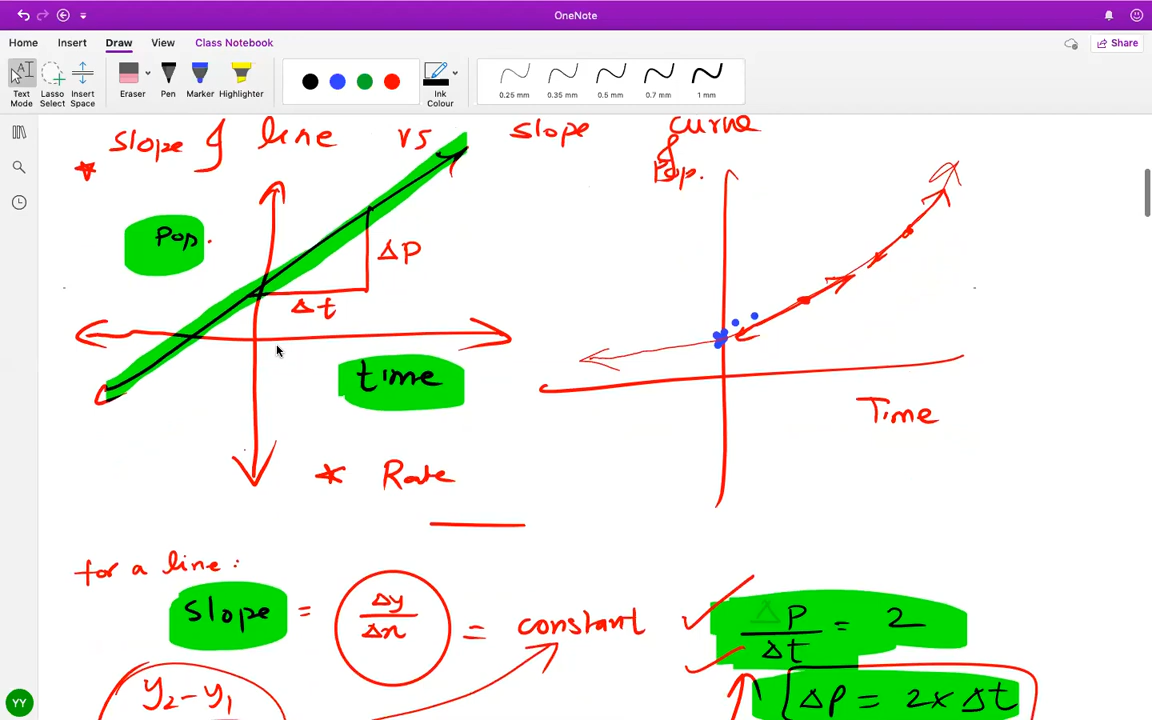 OneNote
Home Insert Draw View Class Notebook
Share
Text Mode
Lasso Select
Insert Space
Eraser
Pen
Marker
Highlighter
Ink Colour
0.25 mm 0.35 mm 0.5 mm 0.7 mm 1 mm
slope of line vs slope of curve
Pop.
Pop.
ΔP
Δt
time
Time
* Rate
for a line:
slope = Δy/Δx = constant
ΔP/Δt = 2
y2-y1
ΔP = 2x Δt
YY